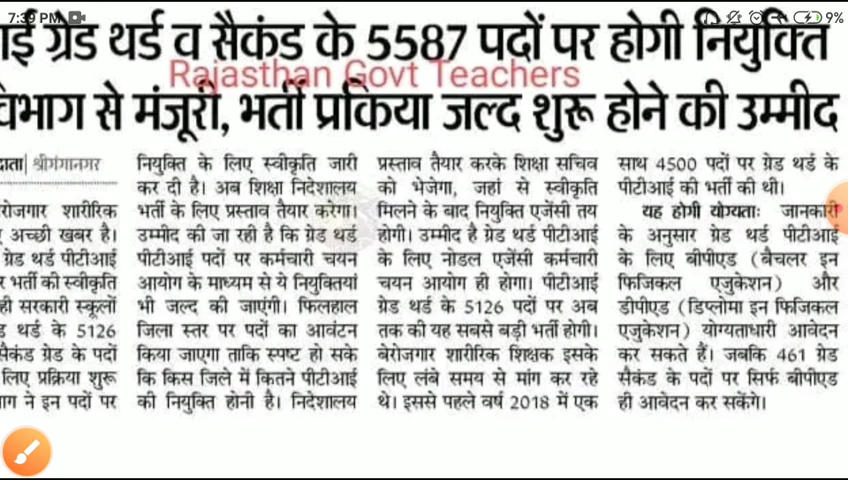 7:39 PM
9%
ग्रेड थर्ड व सैकंड के 5587 पदों पर होगी नियुक्ति
Rajasthan Govt Teachers
से मंजूरी, भर्ती प्रकिया जल्द शुरू होने की उम्मीद
श्रीगंगानगर
रोजगार शारीरिक
अच्छी खबर है।
ग्रेड थर्ड पीटीआई
भर्ती की स्वीकृति
ही सरकारी स्कूलों
थर्ड के 5126
सैकंड ग्रेड के पदों
लिए प्रक्रिया शुरू
ने इन पदों पर
नियुक्ति के लिए स्वीकृति जारी
कर दी है। अब शिक्षा निदेशालय
भर्ती के लिए प्रस्ताव तैयार करेगा।
उम्मीद की जा रही है कि ग्रेड थर्ड
पीटीआई पदों पर कर्मचारी चयन
आयोग के माध्यम से ये नियुक्तियां
भी जल्द की जाएंगी। फिलहाल
जिला स्तर पर पदों का आवंटन
किया जाएगा ताकि स्पष्ट हो सके
कि किस जिले में कितने पीटीआई
की नियुक्ति होनी है। निदेशालय
प्रस्ताव तैयार करके शिक्षा सचिव
को भेजेगा, जहां से स्वीकृति
मिलने के बाद नियुक्ति एजेंसी तय
होगी। उम्मीद है ग्रेड थर्ड पीटीआई
के लिए नोडल एजेंसी कर्मचारी
चयन आयोग ही होगा। पीटीआई
ग्रेड थर्ड के 5126 पदों पर अब
तक की यह सबसे बड़ी भर्ती होगी।
बेरोजगार शारीरिक शिक्षक इसके
लिए लंबे समय से मांग कर रहे
थे। इससे पहले वर्ष 2018 में एक
साथ 4500 पदों पर ग्रेड थर्ड के
पीटीआई की भर्ती की थी।
यह होगी योग्यताः जानकारी
के अनुसार ग्रेड थर्ड पीटीआई
के लिए बीपीएड (बैचलर इन
फिजिकल एजुकेशन) और
डीपीएड (डिप्लोमा इन फिजिकल
एजुकेशन) योग्यताधारी आवेदन
कर सकते हैं। जबकि 461 ग्रेड
सैकंड के पदों पर सिर्फ बीपीएड
ही आवेदन कर सकेंगे।